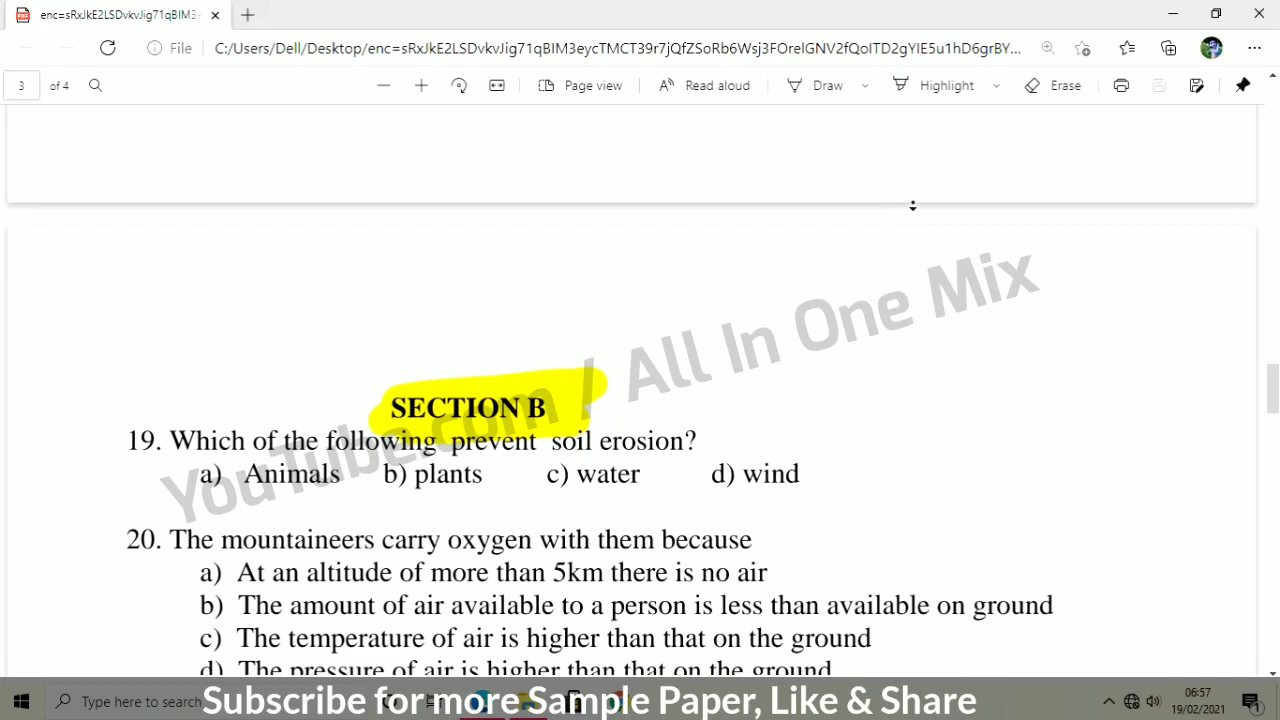 enc=sRxJkE2LSDvkvJig71qBIM3e
File C:/Users/Dell/Desktop/enc=sRxJkE2LSDvkvJig71qBIM3eycTMCT39r7jQfZSoRb6Wsj3FOrelGNV2fQoITD2gYIE5u1hD6grBY...
3 of 4 Page view Read aloud Draw Highlight Erase
YouTube.com / All In One Mix
SECTION B
19. Which of the following prevent soil erosion?
a) Animals b) plants c) water d) wind
20. The mountaineers carry oxygen with them because
a) At an altitude of more than 5km there is no air
b) The amount of air available to a person is less than available on ground
c) The temperature of air is higher than that on the ground
d) The pressure of air is higher than that on the ground
Type here to search
Subscribe for more Sample Paper, Like & Share
06:57
19/02/2021